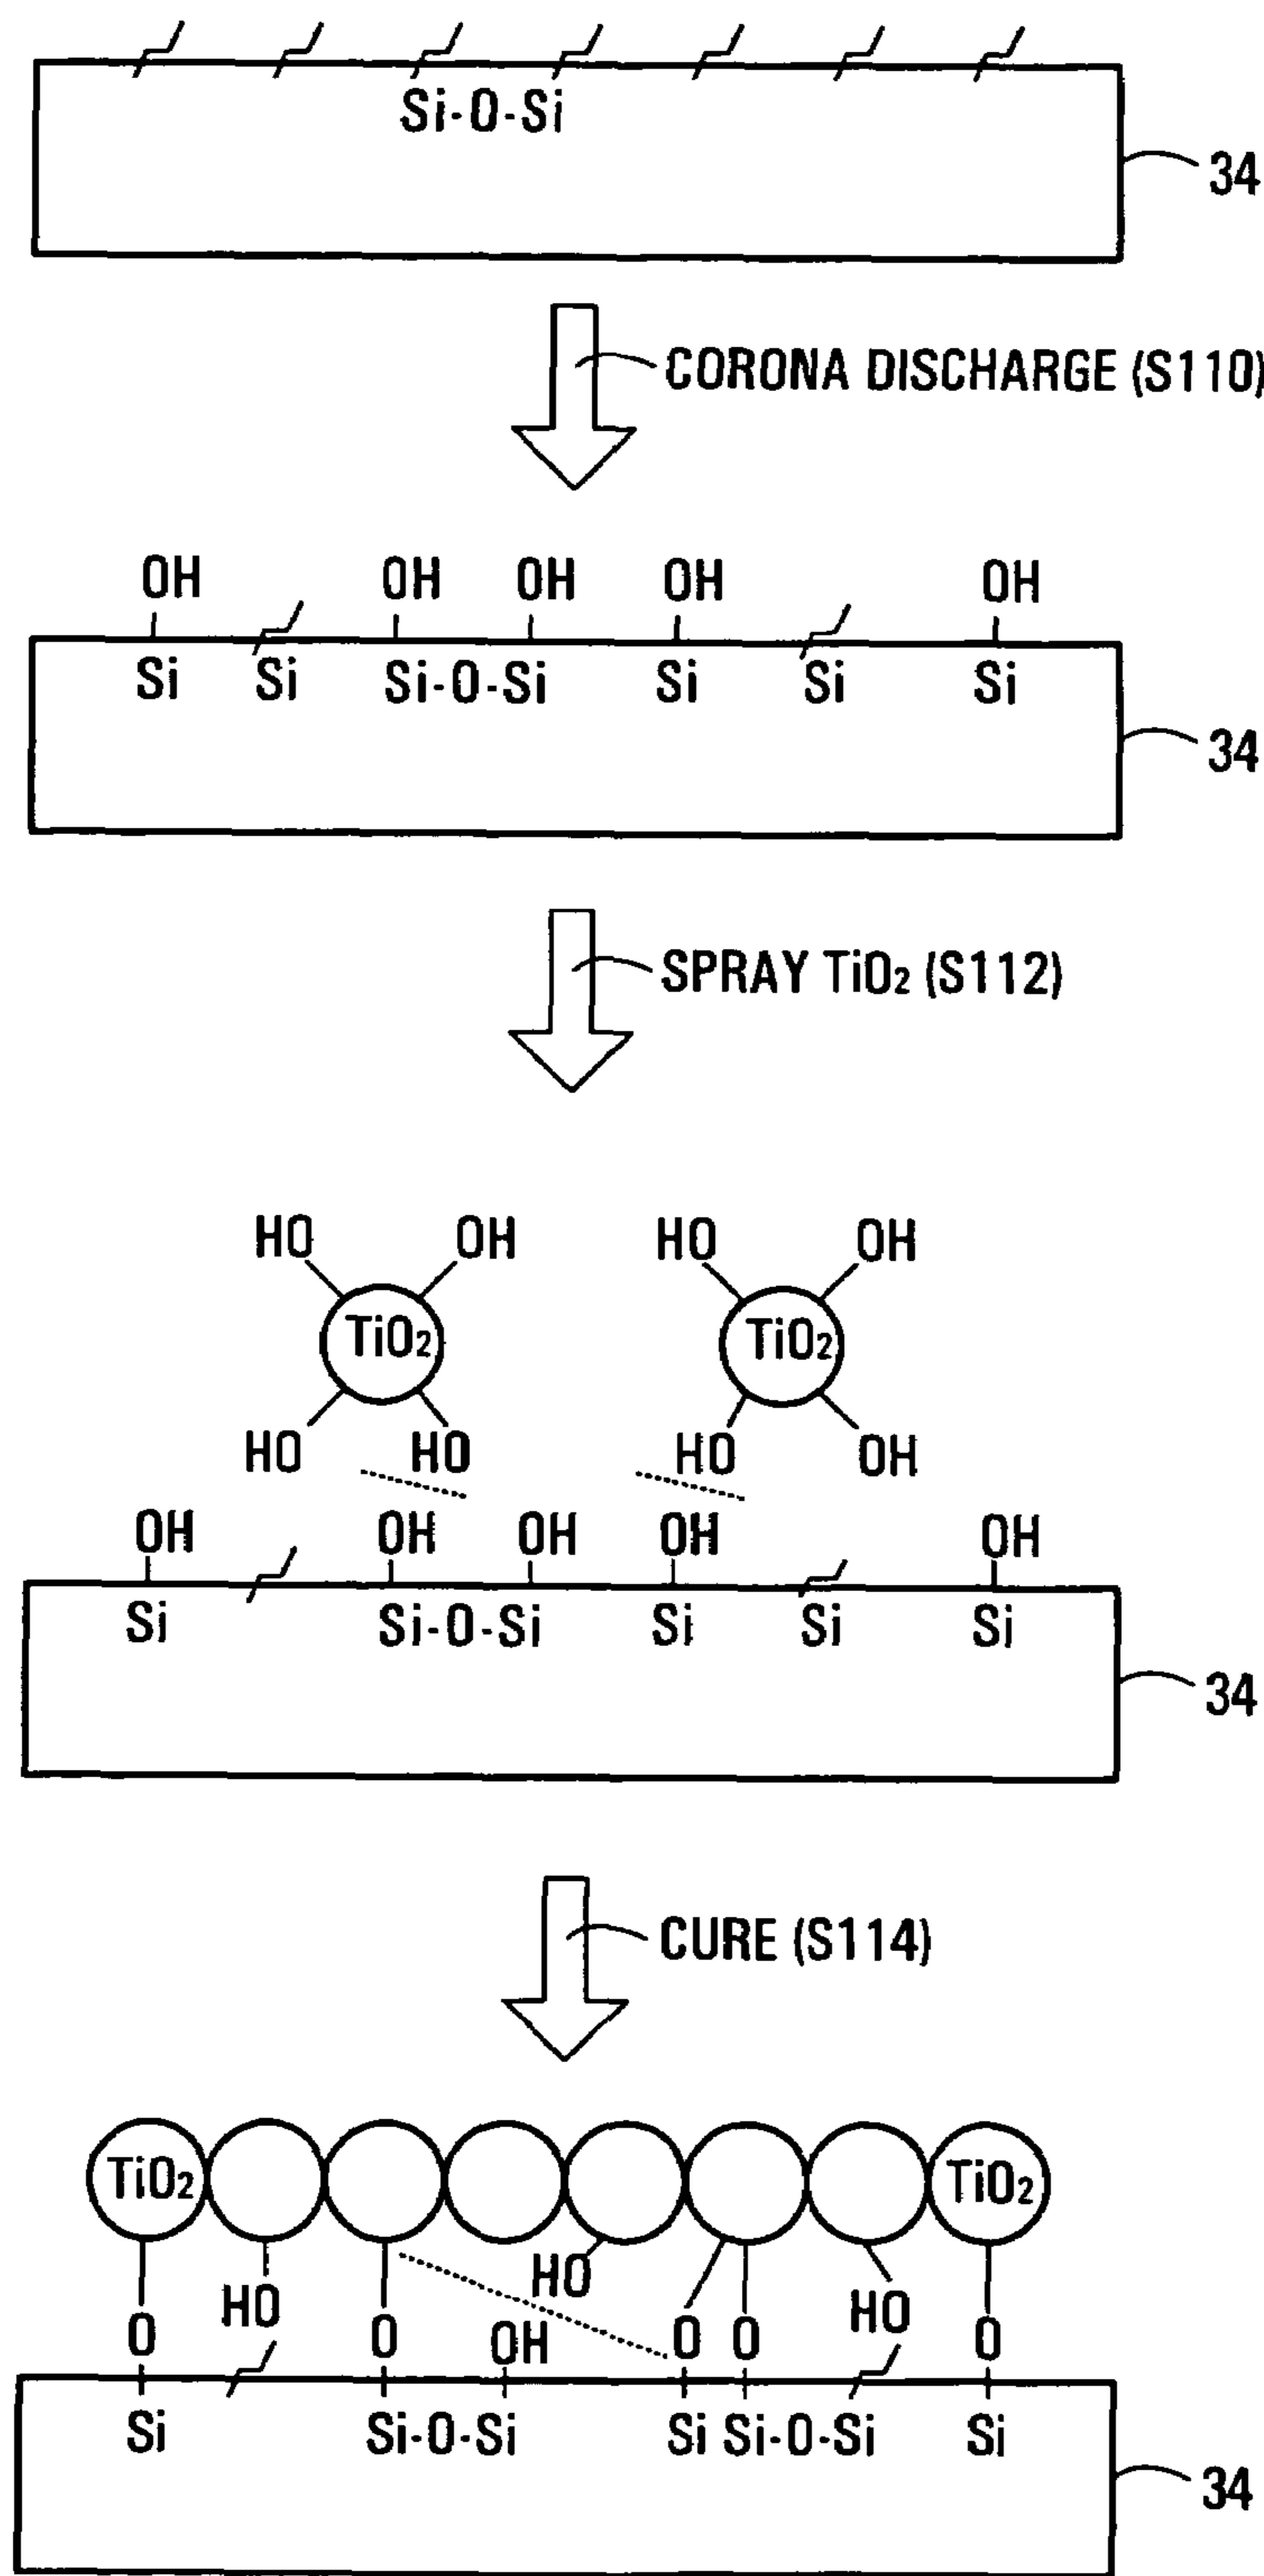 Si-O-Si
34
CORONA DISCHARGE (S110)
OH OH OH OH OH
Si Si Si-O-Si Si Si Si
34
SPRAY TiO₂ (S112)
HO OH HO OH
TiO₂ TiO₂
HO HO HO OH
OH OH OH OH OH
Si Si-O-Si Si Si Si
34
CURE (S114)
TiO₂ TiO₂
HO HO HO
O O OH O O O
Si Si-O-Si Si Si-O-Si Si
34